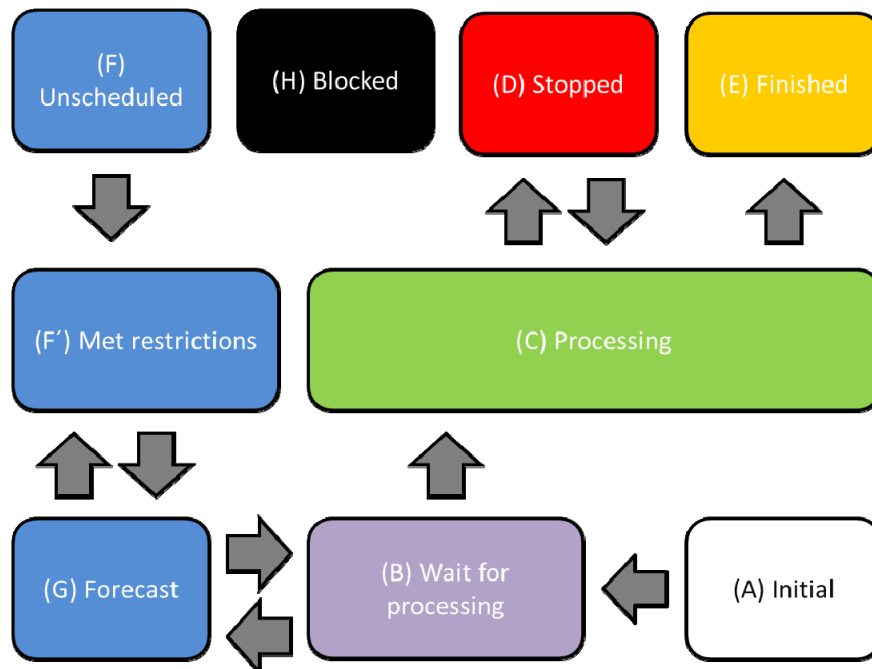 (F)
Unscheduled
(H) Blocked
(D) Stopped
(E) Finished
(F´) Met restrictions
(C) Processing
(G) Forecast
(B) Wait for
processing
(A) Initial